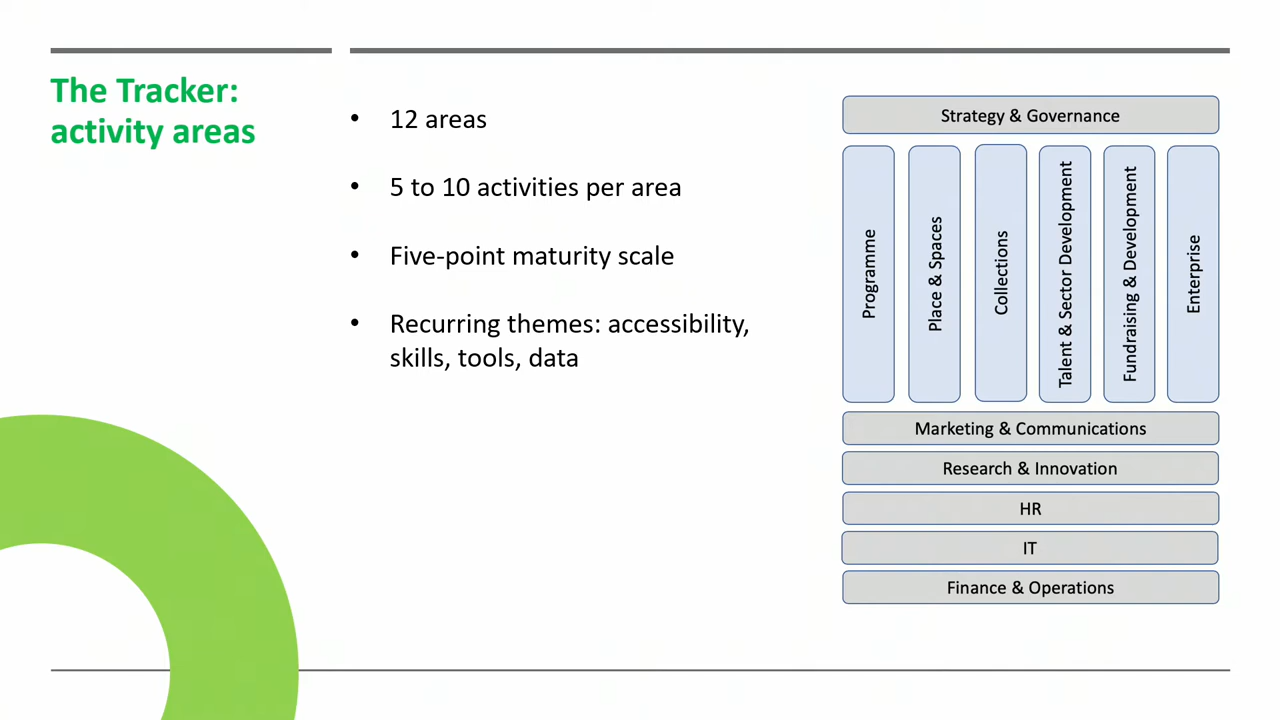 The Tracker:
activity areas
• 12 areas
• 5 to 10 activities per area
• Five-point maturity scale
• Recurring themes: accessibility,
skills, tools, data
Strategy & Governance
Programme
Place & Spaces
Collections
Talent & Sector Development
Fundraising & Development
Enterprise
Marketing & Communications
Research & Innovation
HR
IT
Finance & Operations